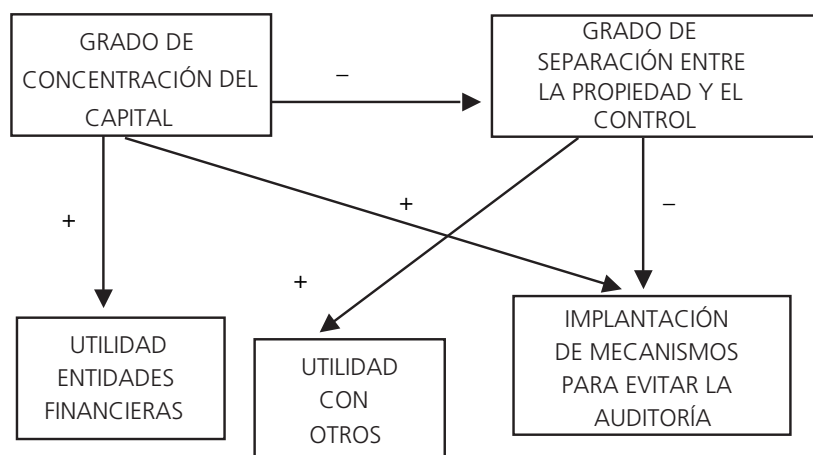 GRADO DE
CONCENTRACIÓN DEL
CAPITAL
–
GRADO DE
SEPARACIÓN ENTRE
LA PROPIEDAD Y EL
CONTROL
+
+
–
+
UTILIDAD
ENTIDADES
FINANCIERAS
UTILIDAD
CON
OTROS
IMPLANTACIÓN
DE MECANISMOS
PARA EVITAR LA
AUDITORÍA